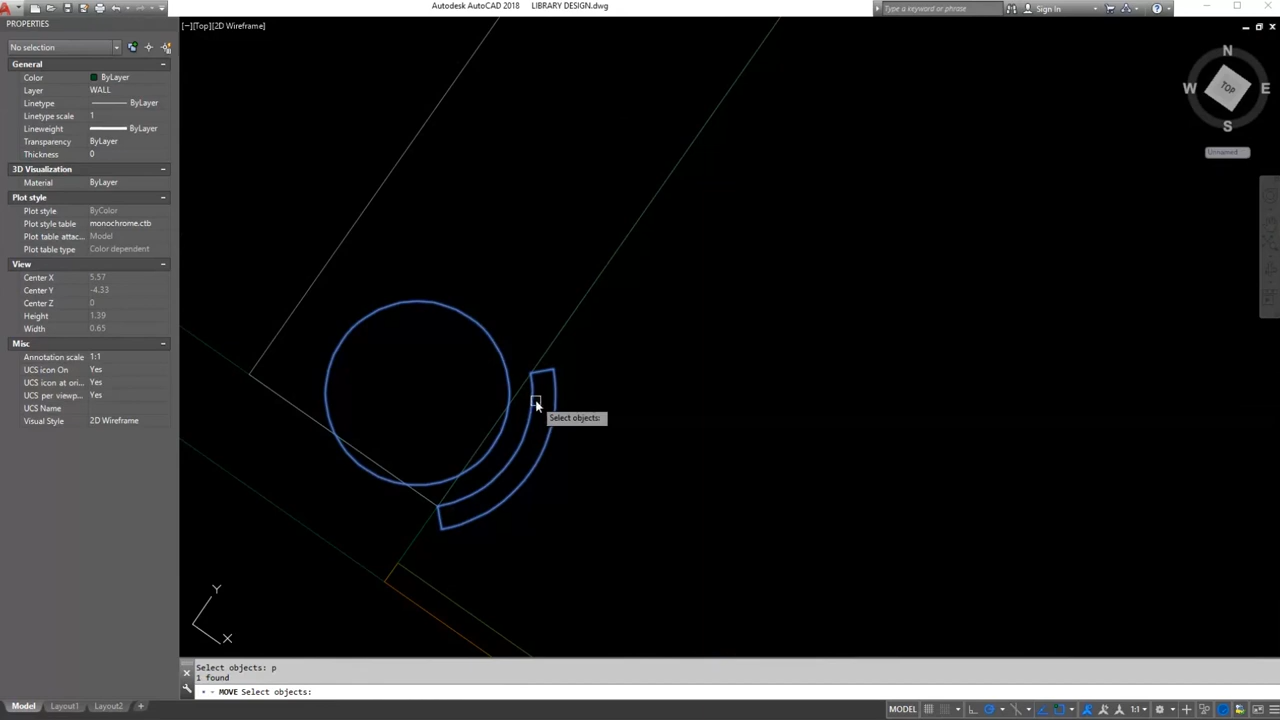 Autodesk AutoCAD 2018 LIBRARY DESIGN.dwg
Type a keyword or phrase
Sign In
PROPERTIES
[−][Top][2D Wireframe]
No selection
General
Color ByLayer
Layer WALL
Linetype ByLayer
Linetype scale 1
Lineweight ByLayer
Transparency ByLayer
Thickness 0
3D Visualization
Material ByLayer
Plot style
Plot style ByColor
Plot style table monochrome.ctb
Plot table attac... Model
Plot table type Color dependent
View
Center X 5.57
Center Y -4.33
Center Z 0
Height 1.39
Width 0.65
Misc
Annotation scale 1:1
UCS icon On Yes
UCS icon at ori... Yes
UCS per viewp... Yes
UCS Name
Visual Style 2D Wireframe
N
W TOP E
S
Unnamed
Select objects:
Y
X
Select objects: p
1 found
MOVE Select objects:
Model Layout1 Layout2 +
MODEL 1:1